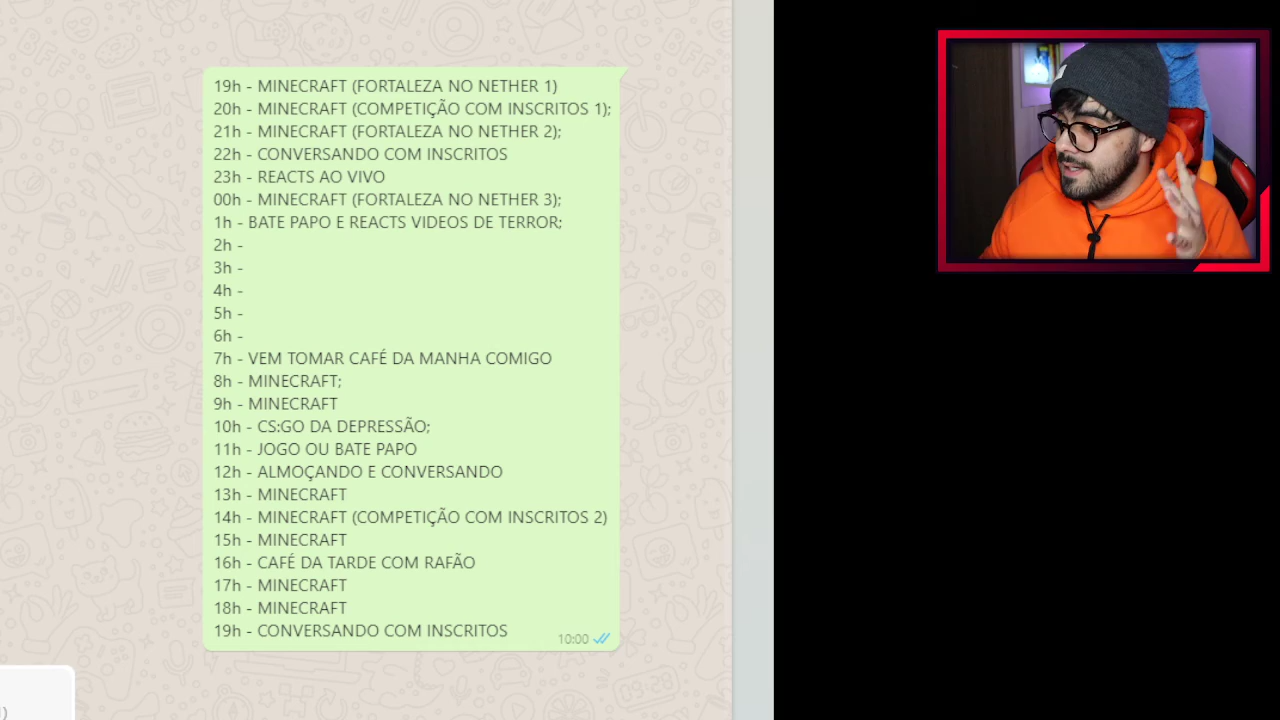 19h - MINECRAFT (FORTALEZA NO NETHER 1)
20h - MINECRAFT (COMPETIÇÃO COM INSCRITOS 1);
21h - MINECRAFT (FORTALEZA NO NETHER 2);
22h - CONVERSANDO COM INSCRITOS
23h - REACTS AO VIVO
00h - MINECRAFT (FORTALEZA NO NETHER 3);
1h - BATE PAPO E REACTS VIDEOS DE TERROR;
2h -
3h -
4h -
5h -
6h -
7h - VEM TOMAR CAFÉ DA MANHA COMIGO
8h - MINECRAFT;
9h - MINECRAFT
10h - CS:GO DA DEPRESSÃO;
11h - JOGO OU BATE PAPO
12h - ALMOÇANDO E CONVERSANDO
13h - MINECRAFT
14h - MINECRAFT (COMPETIÇÃO COM INSCRITOS 2)
15h - MINECRAFT
16h - CAFÉ DA TARDE COM RAFÃO
17h - MINECRAFT
18h - MINECRAFT
19h - CONVERSANDO COM INSCRITOS
10:00